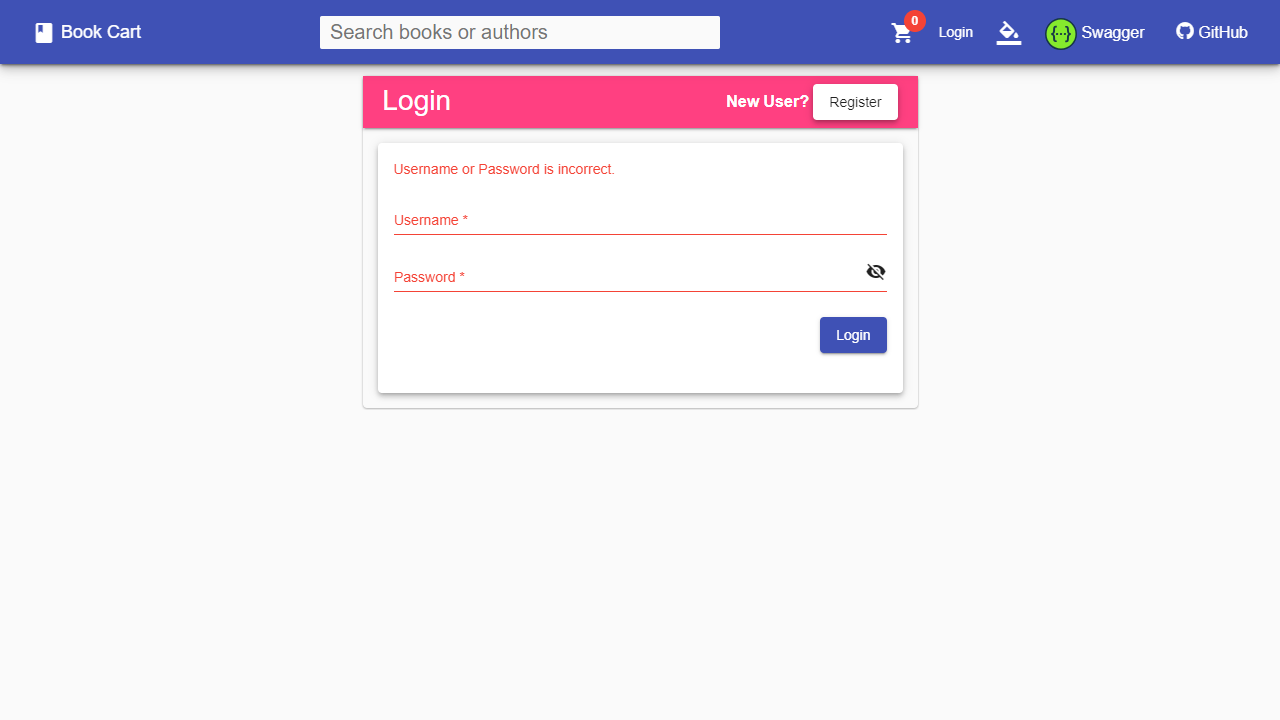 Book Cart
Search books or authors
0
Login
{··}
Swagger
GitHub
Login
New User?
Register
Username or Password is incorrect.
Username *
Password *
Login